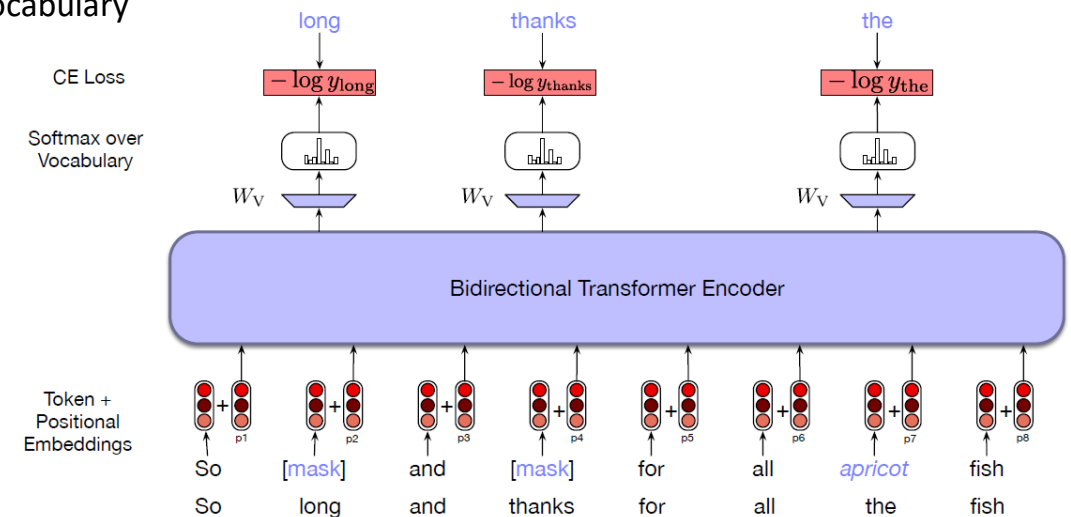 ocabulary
long thanks the
CE Loss − log y_long − log y_thanks − log y_the
Softmax over
Vocabulary
W_V W_V W_V
Bidirectional Transformer Encoder
Token +
Positional
Embeddings
+ + + + + + + +
p1 p2 p3 p4 p5 p6 p7 p8
So [mask] and [mask] for all apricot fish
So long and thanks for all the fish